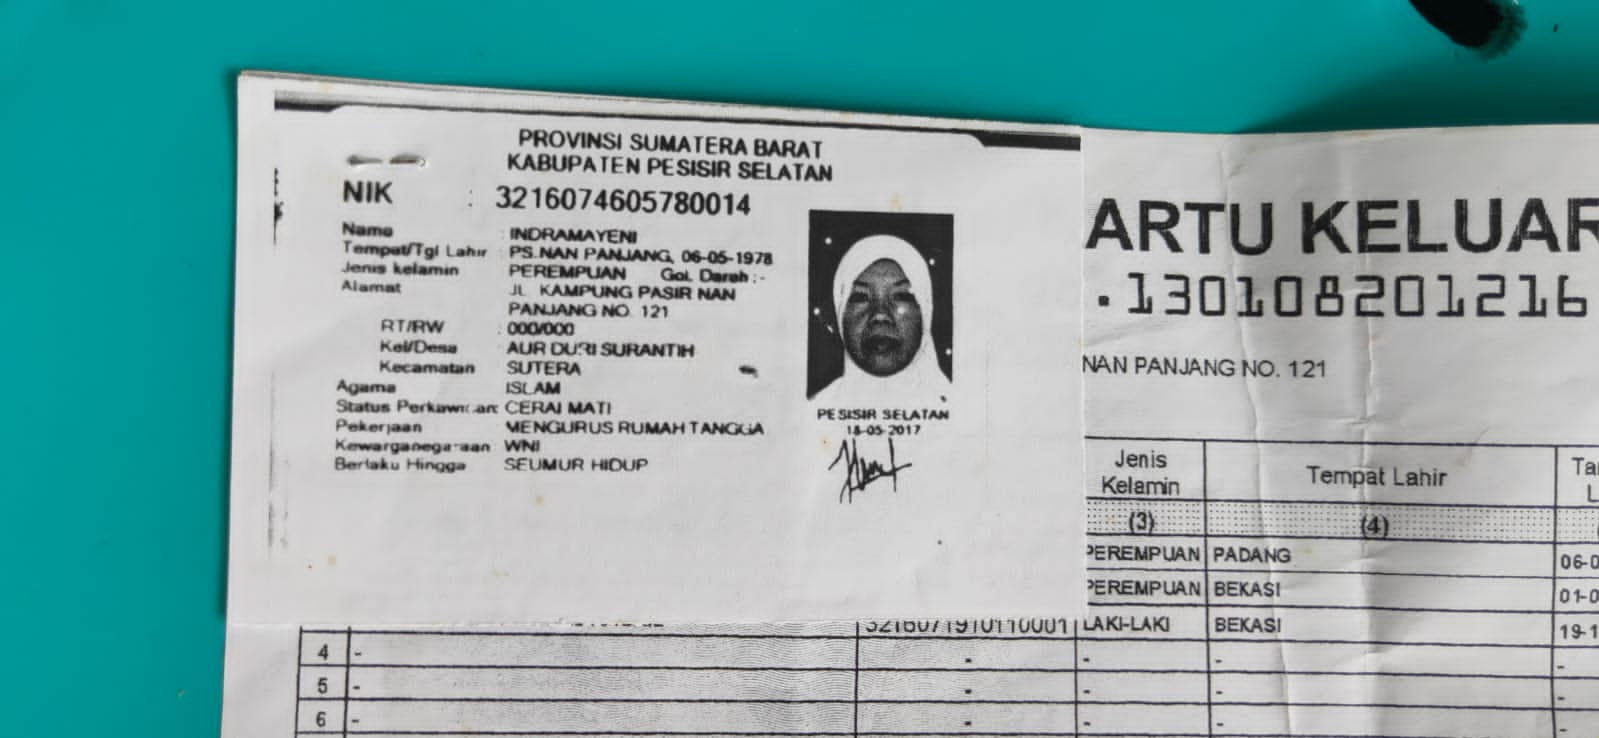 PROVINSI SUMATERA BARAT
KABUPATEN PESISIR SELATAN
NIK : 3216074605780014
Nama : INDRAMAYENI
Tempat/Tgl Lahir : PS.NAN PANJANG, 06-05-1978
Jenis kelamin : PEREMPUAN Gol. Darah : -
Alamat : JL. KAMPUNG PASIR NAN
PANJANG NO. 121
RT/RW : 000/000
Kel/Desa : AUR DURI SURANTIH
Kecamatan : SUTERA
Agama : ISLAM
Status Perkawinan: CERAI MATI
Pekerjaan : MENGURUS RUMAH TANGGA
Kewarganegaraan : WNI
Berlaku Hingga : SEUMUR HIDUP
PESISIR SELATAN
18-05-2017
ARTU KELUAR
.130108201216
NAN PANJANG NO. 121
Jenis Kelamin Tempat Lahir Ta
(3) (4)
PEREMPUAN PADANG 06-0
PEREMPUAN BEKASI 01-0
3216071910110001 LAKI-LAKI BEKASI 19-1
4 - - - - -
5 - - - - -
6 - - - - -